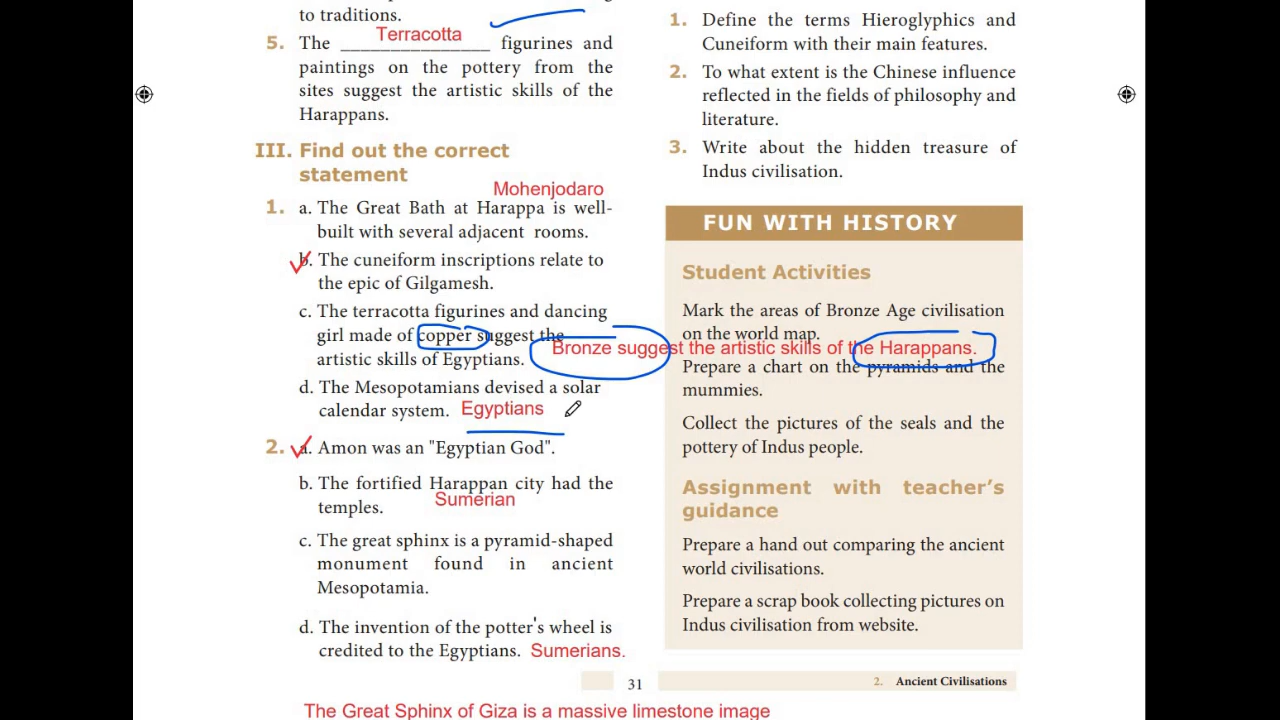 to traditions.
Terracotta
5. The _______________ figurines and
paintings on the pottery from the
sites suggest the artistic skills of the
Harappans.
III. Find out the correct
statement
Mohenjodaro
1. a. The Great Bath at Harappa is well-
built with several adjacent rooms.
b. The cuneiform inscriptions relate to
the epic of Gilgamesh.
c. The terracotta figurines and dancing
girl made of copper suggest the
artistic skills of Egyptians.
Bronze suggest the artistic skills of the Harappans.
d. The Mesopotamians devised a solar
calendar system. Egyptians
2. a. Amon was an "Egyptian God".
b. The fortified Harappan city had the
temples.
Sumerian
c. The great sphinx is a pyramid-shaped
monument found in ancient
Mesopotamia.
d. The invention of the potter's wheel is
credited to the Egyptians. Sumerians.
1. Define the terms Hieroglyphics and
Cuneiform with their main features.
2. To what extent is the Chinese influence
reflected in the fields of philosophy and
literature.
3. Write about the hidden treasure of
Indus civilisation.
FUN WITH HISTORY
Student Activities
Mark the areas of Bronze Age civilisation
on the world map.
Prepare a chart on the pyramids and the
mummies.
Collect the pictures of the seals and the
pottery of Indus people.
Assignment with teacher's
guidance
Prepare a hand out comparing the ancient
world civilisations.
Prepare a scrap book collecting pictures on
Indus civilisation from website.
31
2. Ancient Civilisations
The Great Sphinx of Giza is a massive limestone image